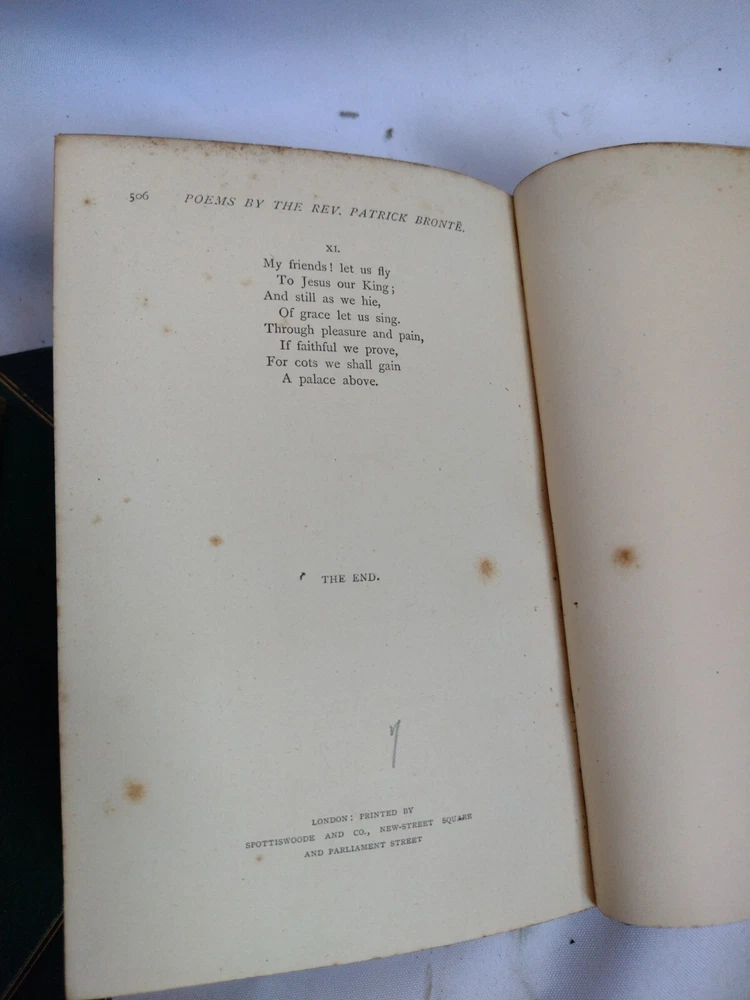 506 POEMS BY THE REV. PATRICK BRONTË.
XI.
My friends! let us fly
To Jesus our King;
And still as we hie,
Of grace let us sing.
Through pleasure and pain,
If faithful we prove,
For cots we shall gain
A palace above.
THE END.
LONDON: PRINTED BY
SPOTTISWOODE AND CO., NEW-STREET SQUARE
AND PARLIAMENT STREET